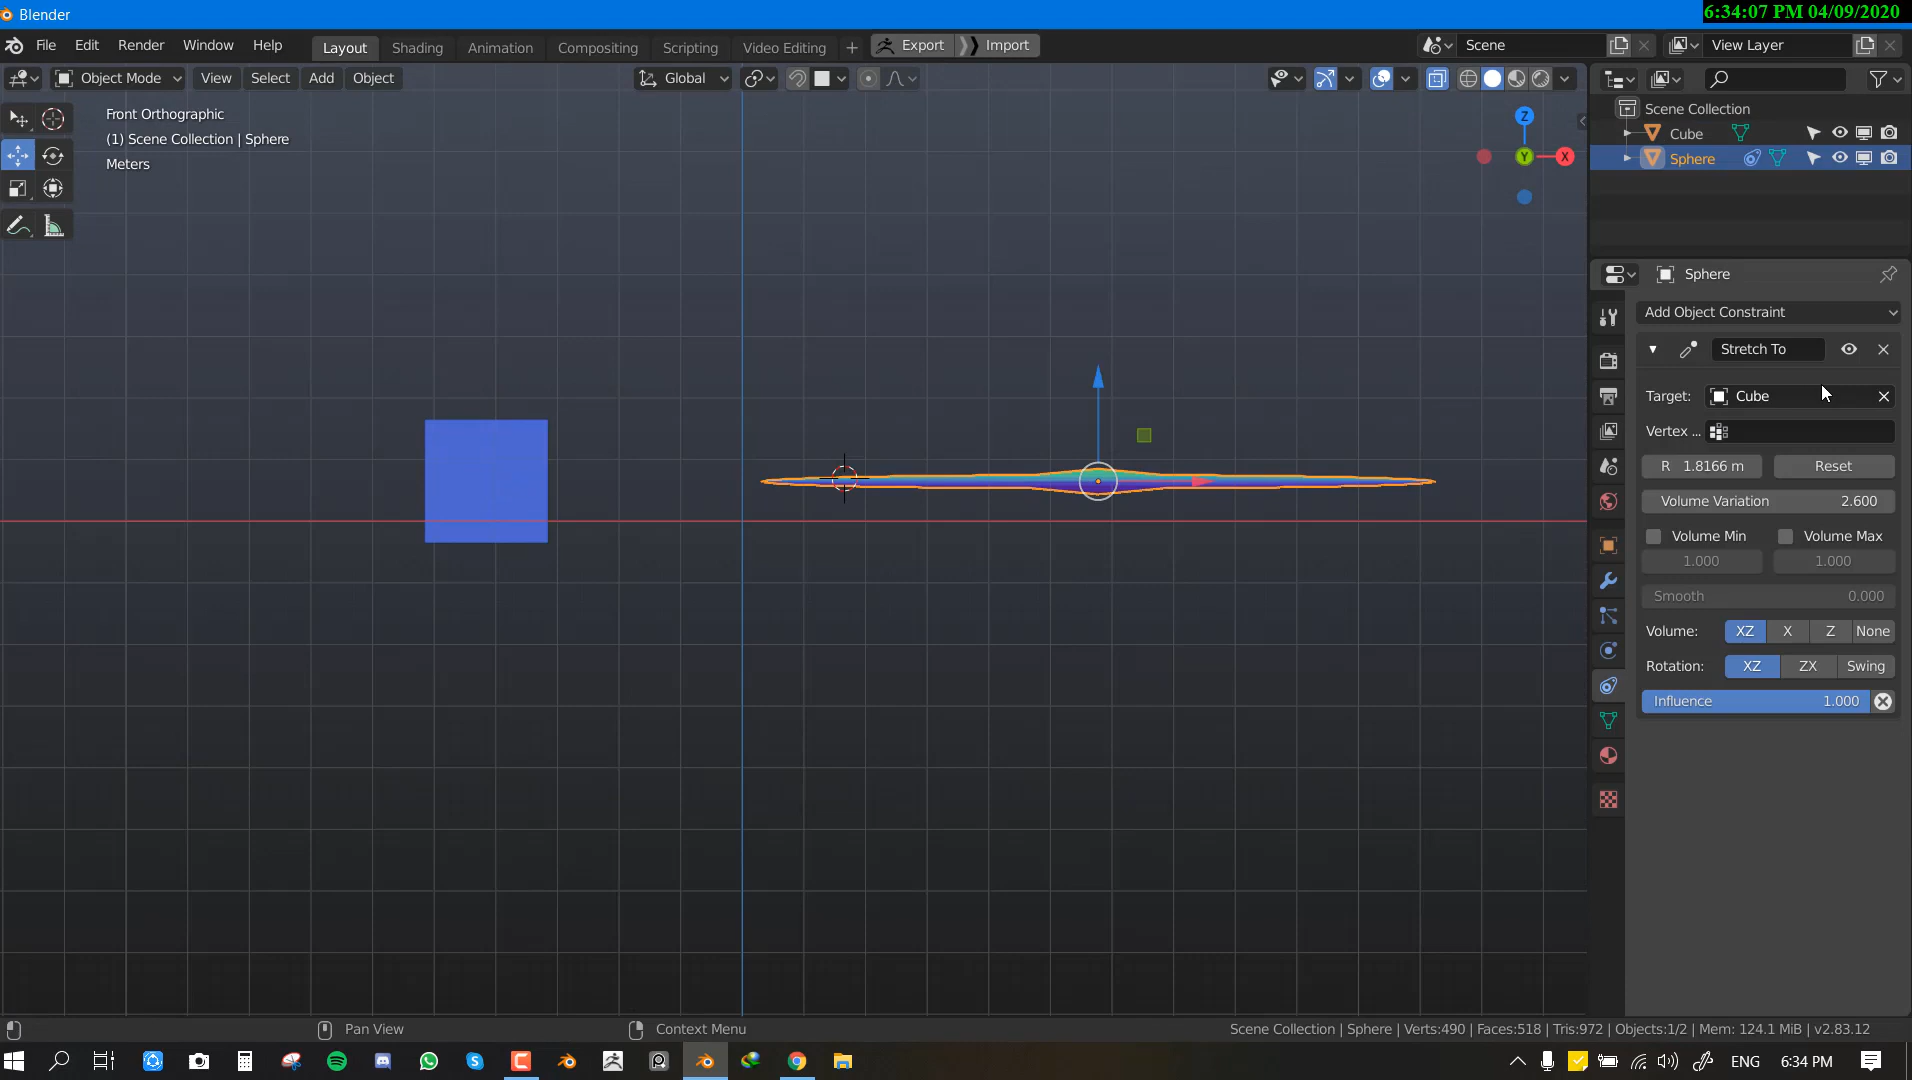 Blender
6:34:07 PM 04/09/2020
File Edit Render Window Help Layout Shading Animation Compositing Scripting Video Editing + Export Import Scene View Layer
Object Mode View Select Add Object Global
Front Orthographic
(1) Scene Collection | Sphere
Meters
Z
Y
X
Scene Collection
Cube
Sphere
Sphere
Add Object Constraint
Stretch To
Target: Cube
Vertex ...
R 1.8166 m Reset
Volume Variation 2.600
Volume Min Volume Max
1.000 1.000
Smooth 0.000
Volume: XZ X Z None
Rotation: XZ ZX Swing
Influence 1.000
Pan View Context Menu Scene Collection | Sphere | Verts:490 | Faces:518 | Tris:972 | Objects:1/2 | Mem: 124.1 MiB | v2.83.12
ENG 6:34 PM